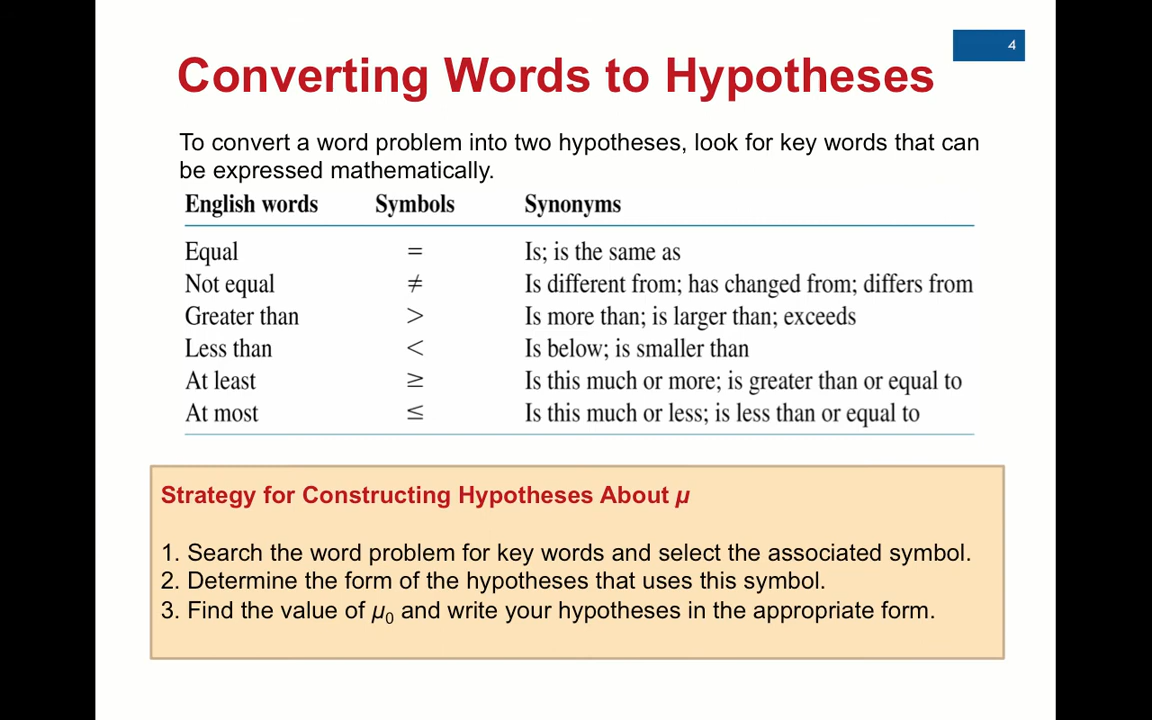 4
Converting Words to Hypotheses
To convert a word problem into two hypotheses, look for key words that can
be expressed mathematically.
English words Symbols Synonyms
Equal = Is; is the same as
Not equal ≠ Is different from; has changed from; differs from
Greater than > Is more than; is larger than; exceeds
Less than < Is below; is smaller than
At least ≥ Is this much or more; is greater than or equal to
At most ≤ Is this much or less; is less than or equal to
Strategy for Constructing Hypotheses About μ
1. Search the word problem for key words and select the associated symbol.
2. Determine the form of the hypotheses that uses this symbol.
3. Find the value of μ₀ and write your hypotheses in the appropriate form.